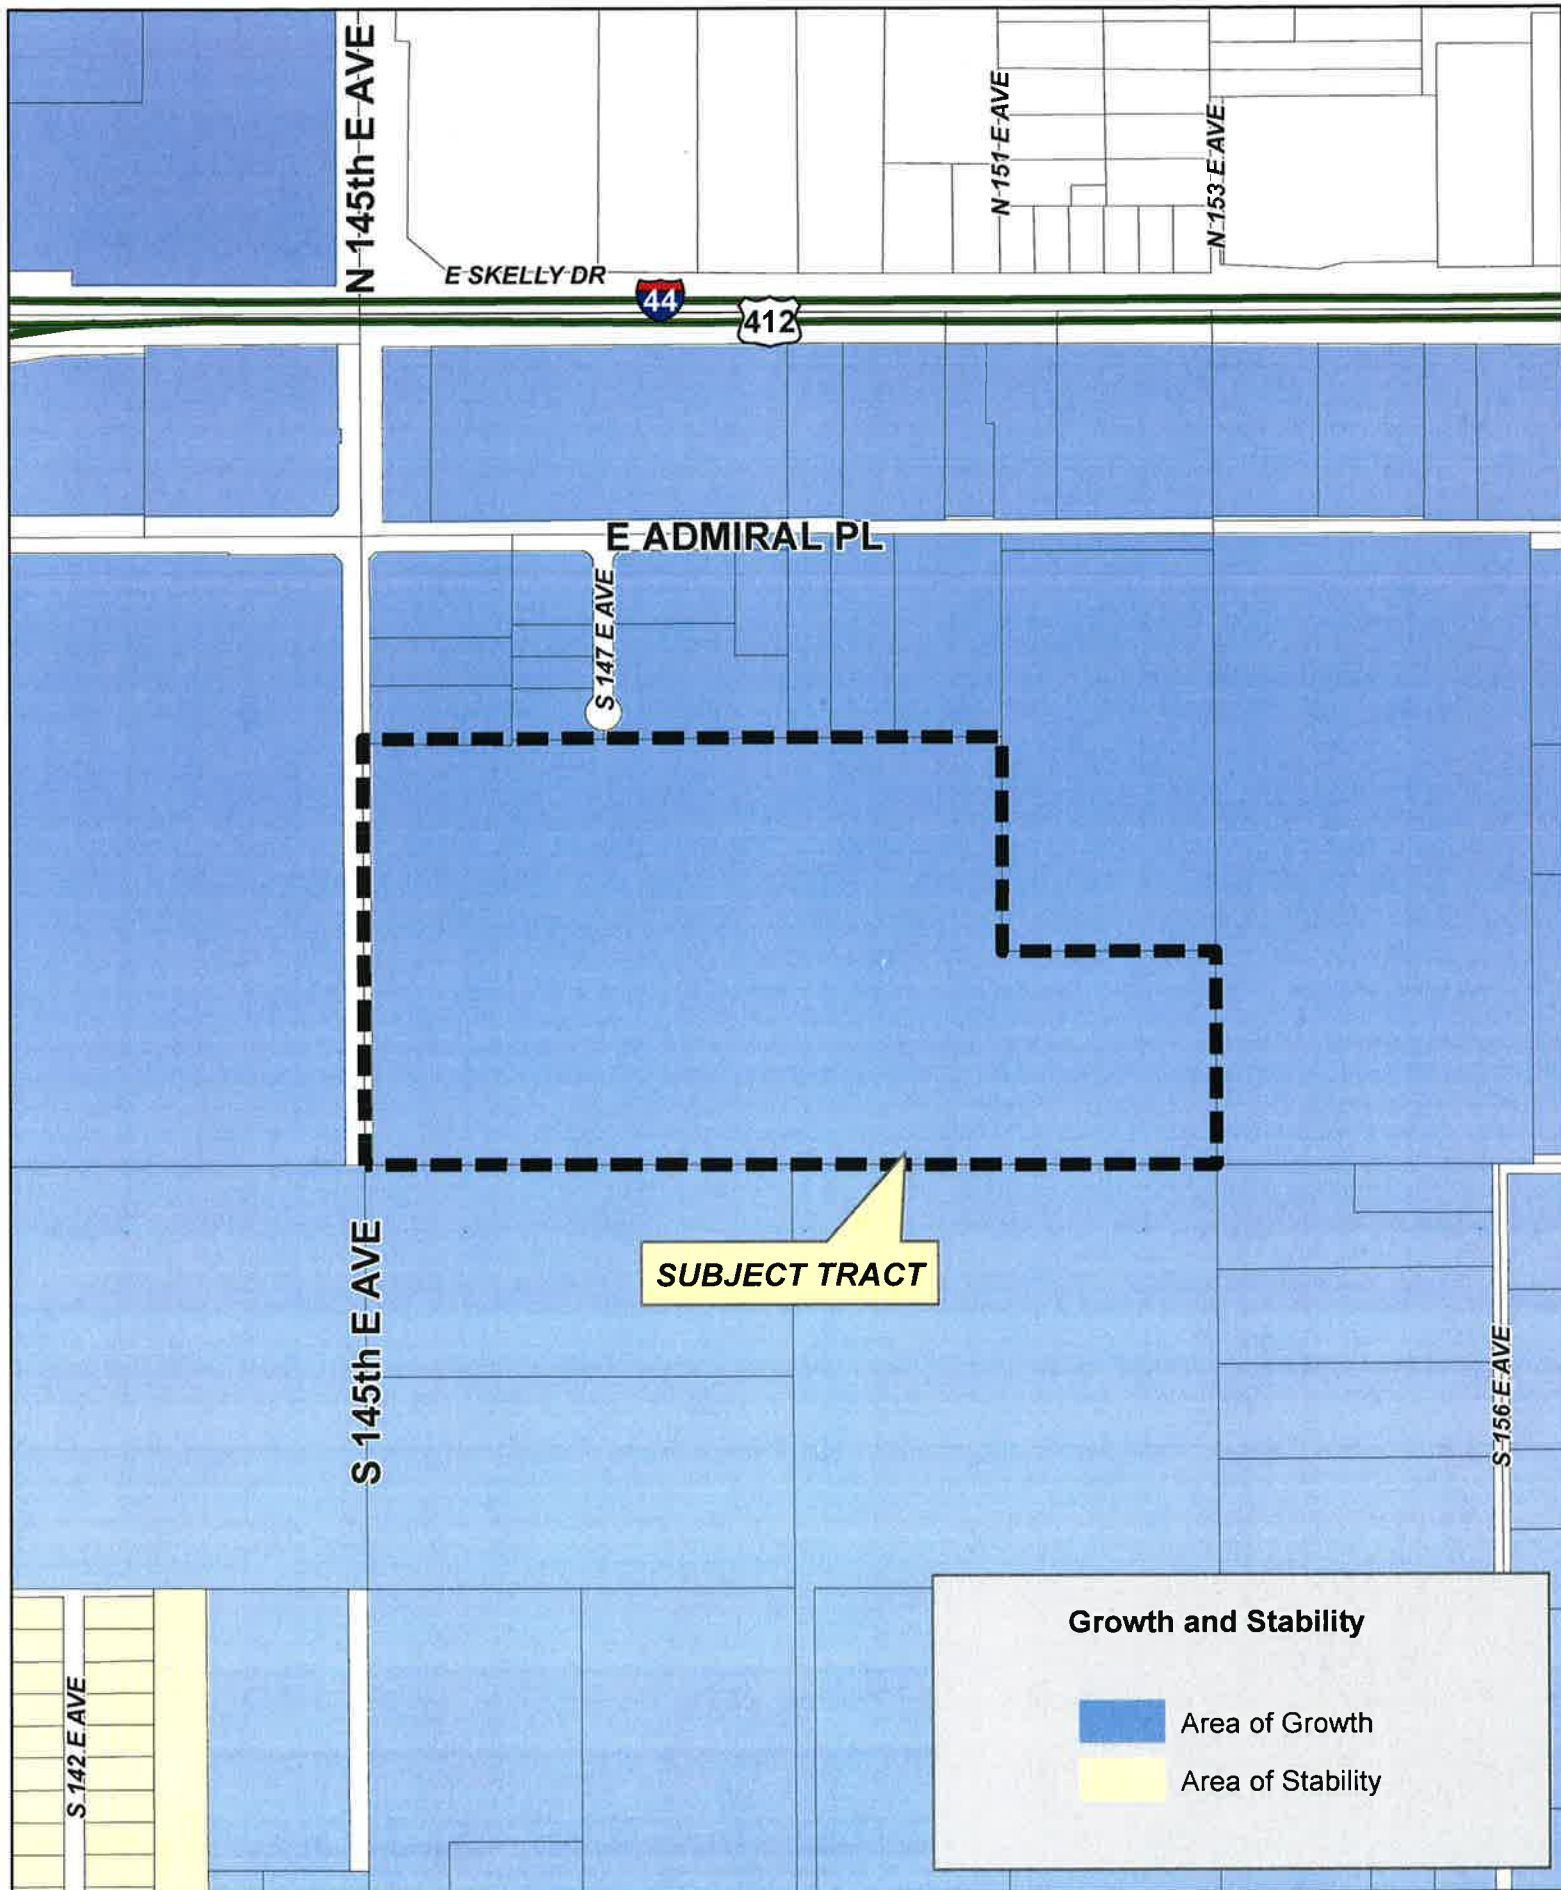 N 145th E AVE
N 151 E AVE
N 153 E AVE
E SKELLY DR
44
412
E ADMIRAL PL
S 147 E AVE
SUBJECT TRACT
S 145th E AVE
S 156 E AVE
S 142 E AVE
Growth and Stability
Area of Growth
Area of Stability